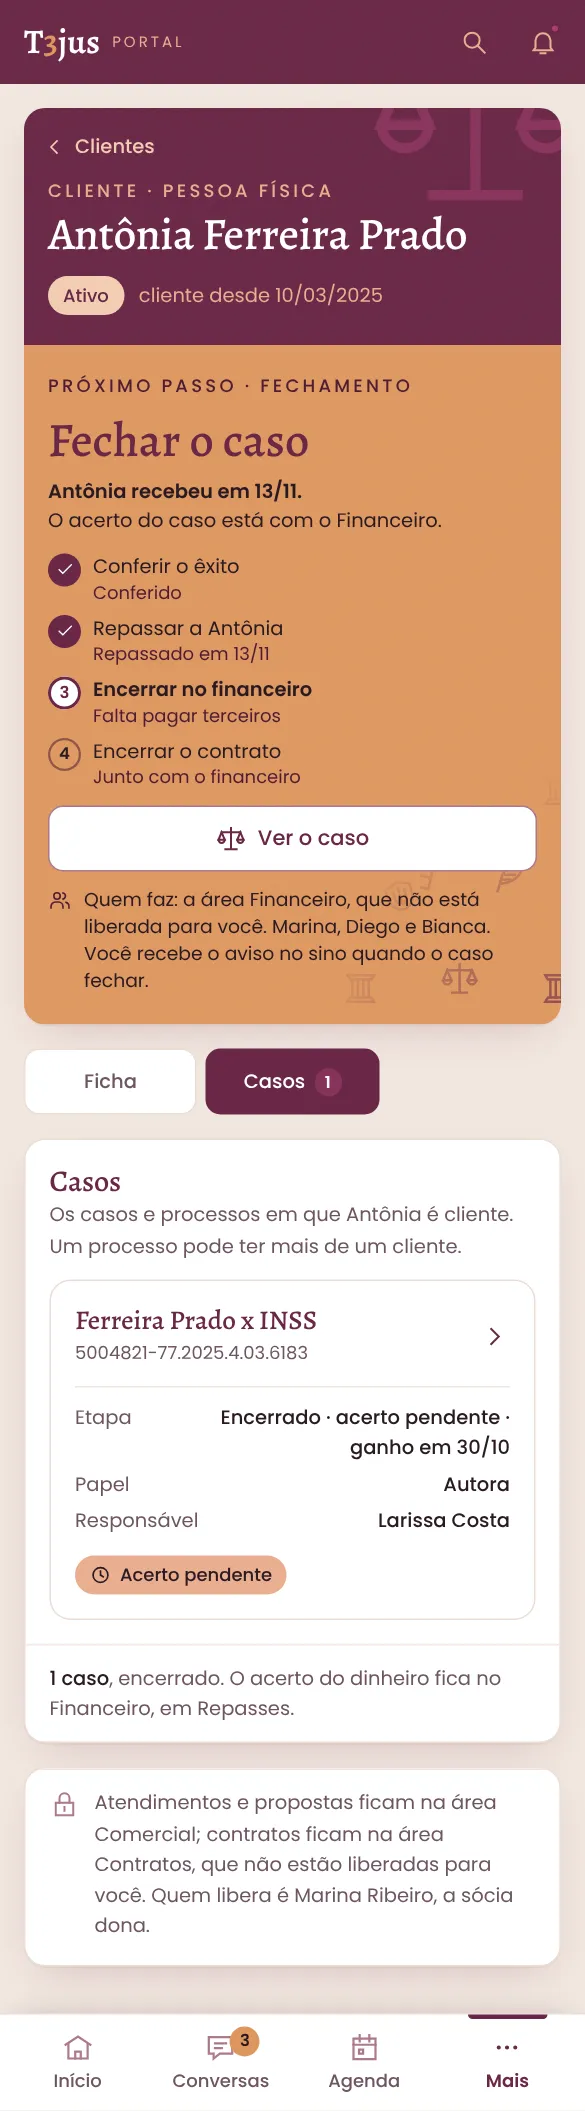 T3jus PORTAL
Clientes
CLIENTE · PESSOA FÍSICA
Antônia Ferreira Prado
Ativo cliente desde 10/03/2025
PRÓXIMO PASSO · FECHAMENTO
Fechar o caso
Antônia recebeu em 13/11.
O acerto do caso está com o Financeiro.
Conferir o êxito
Conferido
Repassar a Antônia
Repassado em 13/11
3 Encerrar no financeiro
Falta pagar terceiros
4 Encerrar o contrato
Junto com o financeiro
Ver o caso
Quem faz: a área Financeiro, que não está
liberada para você. Marina, Diego e Bianca.
Você recebe o aviso no sino quando o caso
fechar.
Ficha Casos 1
Casos
Os casos e processos em que Antônia é cliente.
Um processo pode ter mais de um cliente.
Ferreira Prado x INSS
5004821-77.2025.4.03.6183
Etapa Encerrado · acerto pendente ·
ganho em 30/10
Papel Autora
Responsável Larissa Costa
Acerto pendente
1 caso, encerrado. O acerto do dinheiro fica no
Financeiro, em Repasses.
Atendimentos e propostas ficam na área
Comercial; contratos ficam na área
Contratos, que não estão liberadas para
você. Quem libera é Marina Ribeiro, a sócia
dona.
3
Início Conversas Agenda Mais